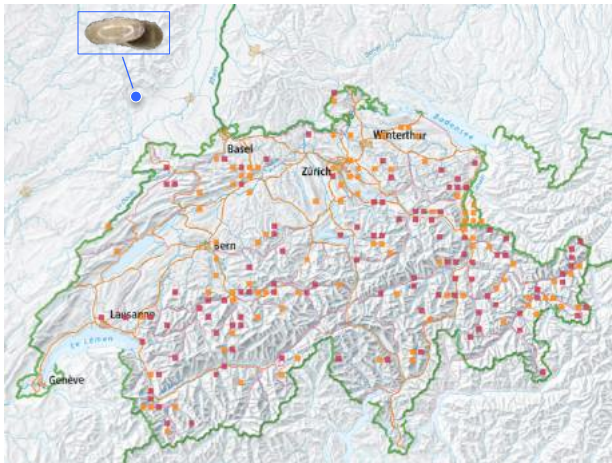 Basel
Winterthur
Bodensee
Zürich
Bern
Lausanne
Le Léman
Genève